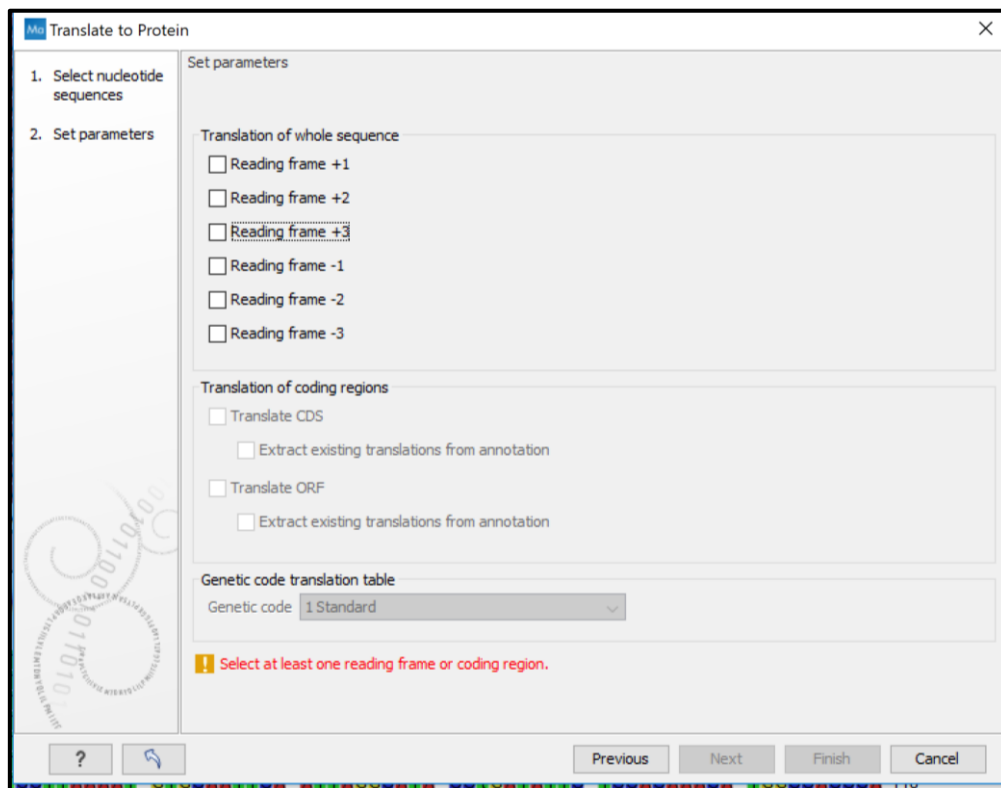 Ma Translate to Protein
1. Select nucleotide
sequences
2. Set parameters
Set parameters
Translation of whole sequence
Reading frame +1
Reading frame +2
Reading frame +3
Reading frame -1
Reading frame -2
Reading frame -3
Translation of coding regions
Translate CDS
Extract existing translations from annotation
Translate ORF
Extract existing translations from annotation
Genetic code translation table
Genetic code 1 Standard
Select at least one reading frame or coding region.
? Previous Next Finish Cancel